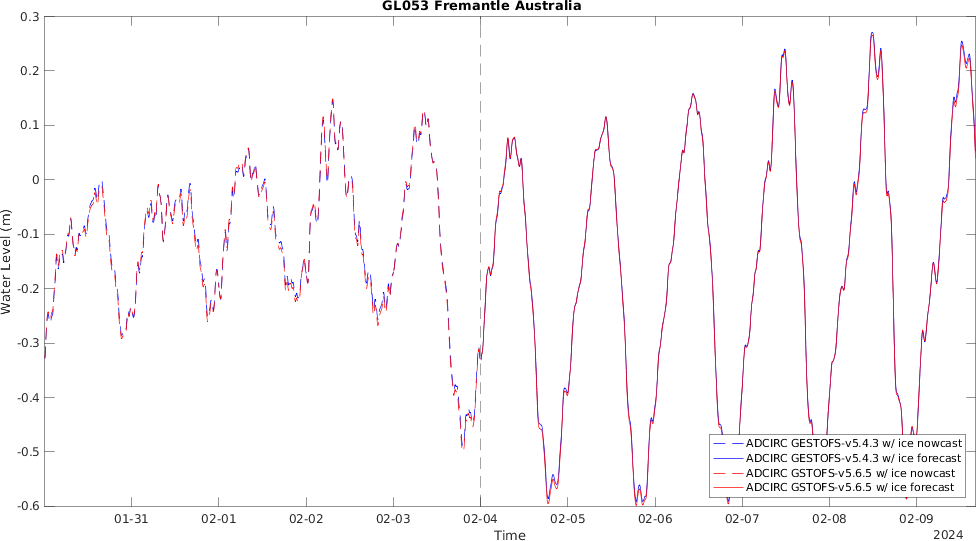 GL053 Fremantle Australia
0.3
0.2
0.1
0
-0.1
-0.2
-0.3
-0.4
-0.5
-0.6
Water Level (m)
ADCIRC GESTOFS-v5.4.3 w/ ice nowcast
ADCIRC GESTOFS-v5.4.3 w/ ice forecast
ADCIRC GSTOFS-v5.6.5 w/ ice nowcast
ADCIRC GSTOFS-v5.6.5 w/ ice forecast
01-31 02-01 02-02 02-03 02-04 02-05 02-06 02-07 02-08 02-09
Time
2024